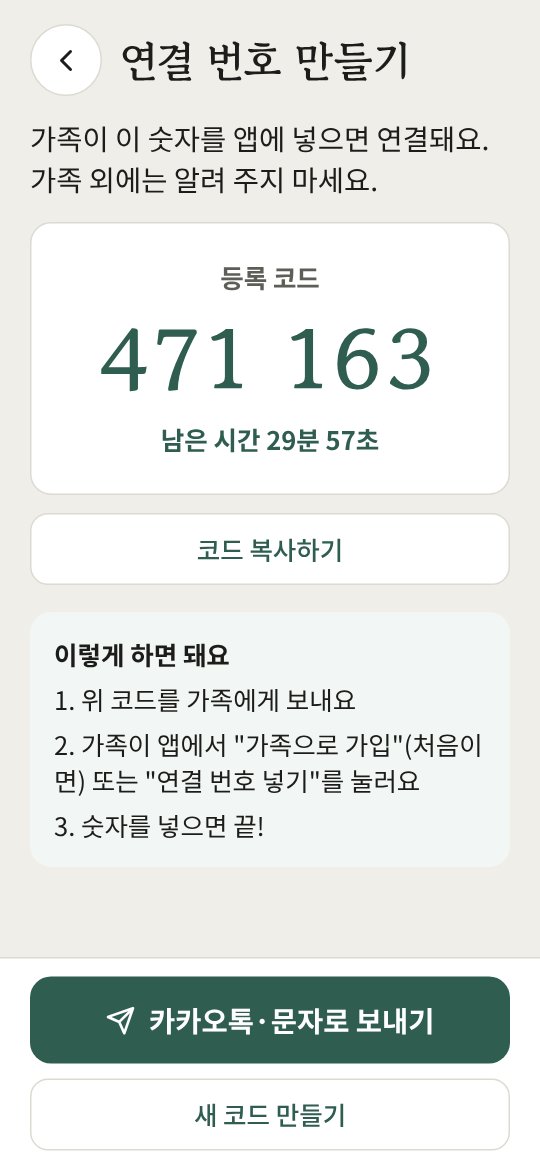 연결 번호 만들기
가족이 이 숫자를 앱에 넣으면 연결돼요.
가족 외에는 알려 주지 마세요.
등록 코드
471 163
남은 시간 29분 57초
코드 복사하기
이렇게 하면 돼요
1. 위 코드를 가족에게 보내요
2. 가족이 앱에서 "가족으로 가입"(처음이
면) 또는 "연결 번호 넣기"를 눌러요
3. 숫자를 넣으면 끝!
카카오톡·문자로 보내기
새 코드 만들기